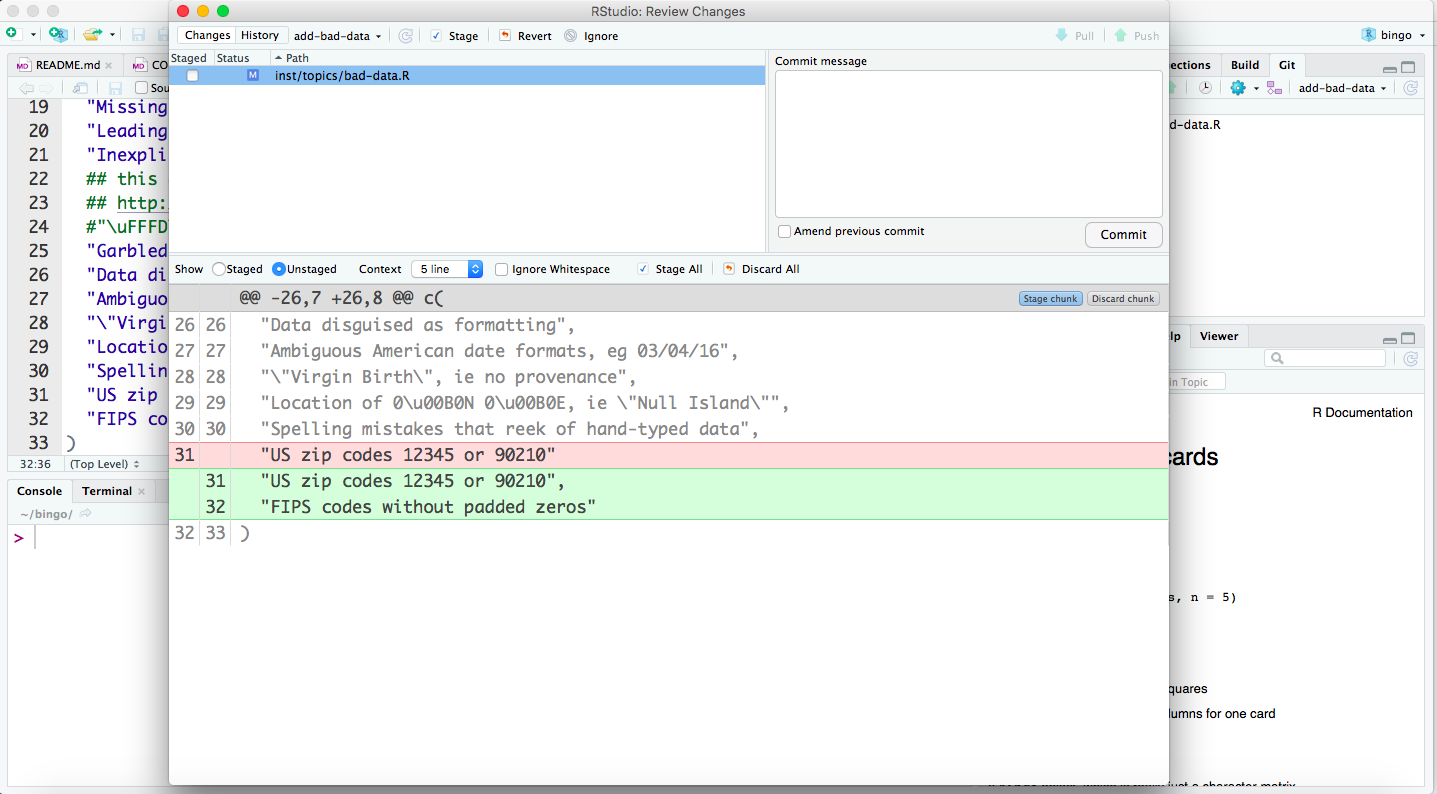 RStudio: Review Changes
Changes History add-bad-data Stage Revert Ignore Pull Push
bingo
README.md
Staged Status Path
Commit message
Build Git
inst/topics/bad-data.R
add-bad-data
19 "Missing
20 "Leading
21 "Inexpli
22 ## this
23 ## http:
24 #"\uFFFD
25 "Garbled
26 "Data di
27 "Ambiguo
28 "\"Virgi
29 "Locatio
30 "Spellin
31 "US zip
32 "FIPS co
33 )
32:36 (Top Level)
Console Terminal
~/bingo/
>
Amend previous commit Commit
Show Staged Unstaged Context 5 line Ignore Whitespace Stage All Discard All
@@ -26,7 +26,8 @@ c( Stage chunk Discard chunk
26 26 "Data disguised as formatting",
27 27 "Ambiguous American date formats, eg 03/04/16",
28 28 "\"Virgin Birth\", ie no provenance",
29 29 "Location of 0\u00B0N 0\u00B0E, ie \"Null Island\"",
30 30 "Spelling mistakes that reek of hand-typed data",
31 "US zip codes 12345 or 90210"
31 "US zip codes 12345 or 90210",
32 "FIPS codes without padded zeros"
32 33 )
d-data.R
Viewer
in Topic
R Documentation
cards
s, n = 5)
quares
lumns for one card